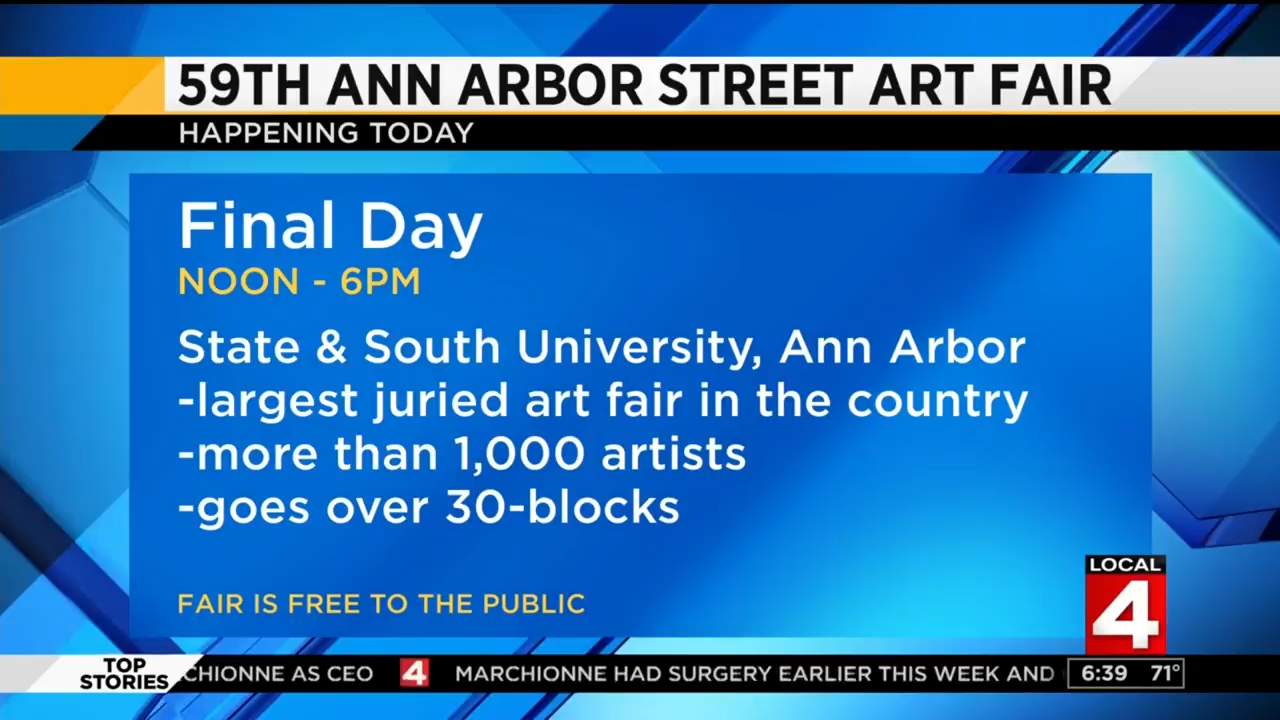 59TH ANN ARBOR STREET ART FAIR
HAPPENING TODAY
Final Day
NOON - 6PM
State & South University, Ann Arbor
-largest juried art fair in the country
-more than 1,000 artists
-goes over 30-blocks
FAIR IS FREE TO THE PUBLIC
LOCAL
4
TOP
STORIES
CHIONNE AS CEO 4 MARCHIONNE HAD SURGERY EARLIER THIS WEEK AND
6:39 71°